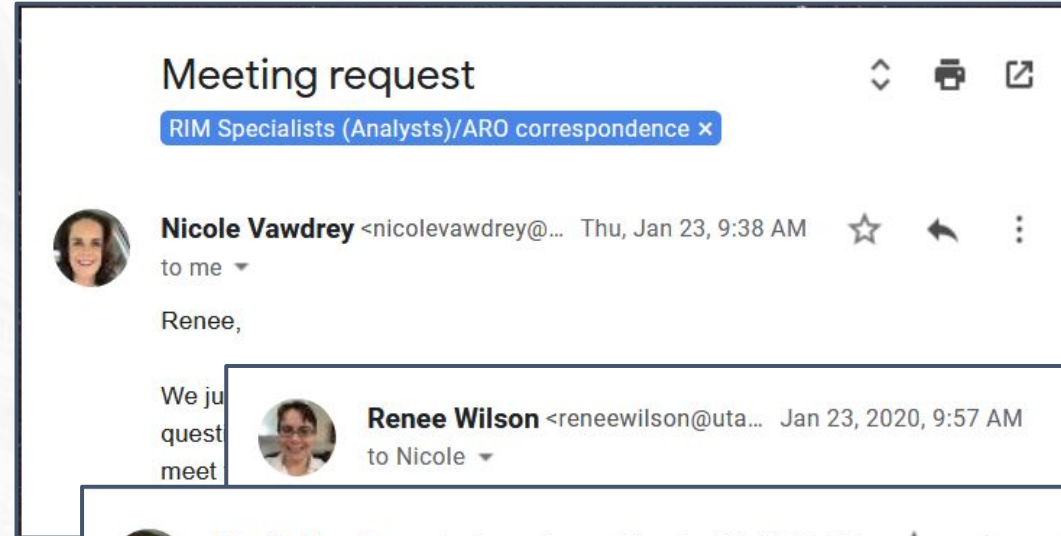 Meeting request
RIM Specialists (Analysts)/ARO correspondence ×
Nicole Vawdrey <nicolevawdrey@... Thu, Jan 23, 9:38 AM
to me
Renee,
We ju
questi
meet
Renee Wilson <reneewilson@uta... Jan 23, 2020, 9:57 AM
to Nicole